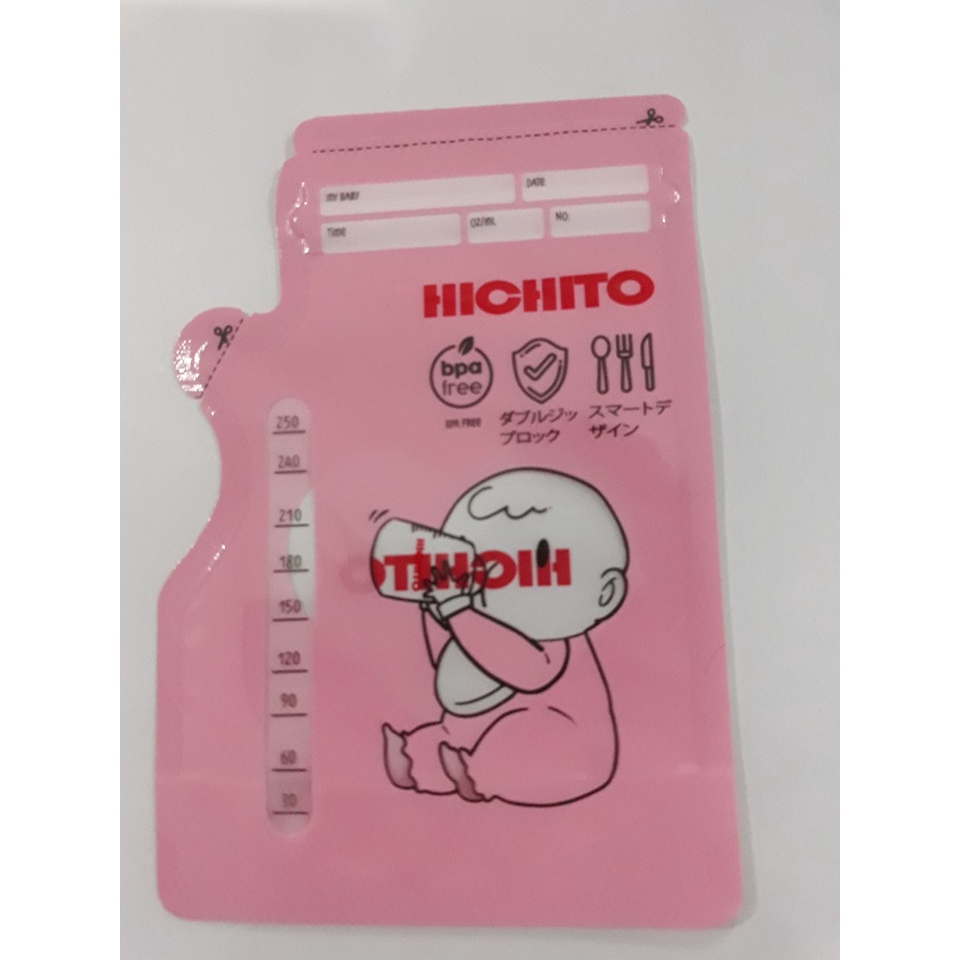 MY BABY
DATE
TIME
OZ/ML
NO.
HICHITO
bpa
free
BPA FREE
ダブルジッ
プロック
スマートデ
ザイン
250
240
210
180
150
120
90
60
30
HICHITO